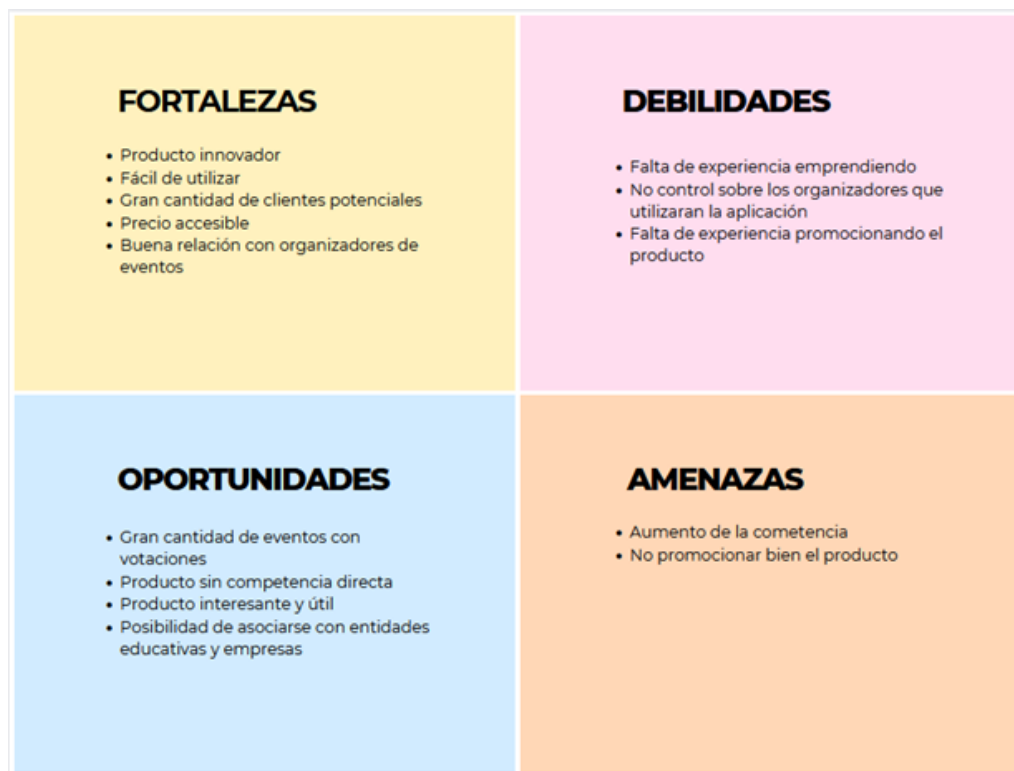 FORTALEZAS
• Producto innovador
• Fácil de utilizar
• Gran cantidad de clientes potenciales
• Precio accesible
• Buena relación con organizadores de
eventos
DEBILIDADES
• Falta de experiencia emprendiendo
• No control sobre los organizadores que
utilizaran la aplicación
• Falta de experiencia promocionando el
producto
OPORTUNIDADES
• Gran cantidad de eventos con
votaciones
• Producto sin competencia directa
• Producto interesante y útil
• Posibilidad de asociarse con entidades
educativas y empresas
AMENAZAS
• Aumento de la cometencia
• No promocionar bien el producto